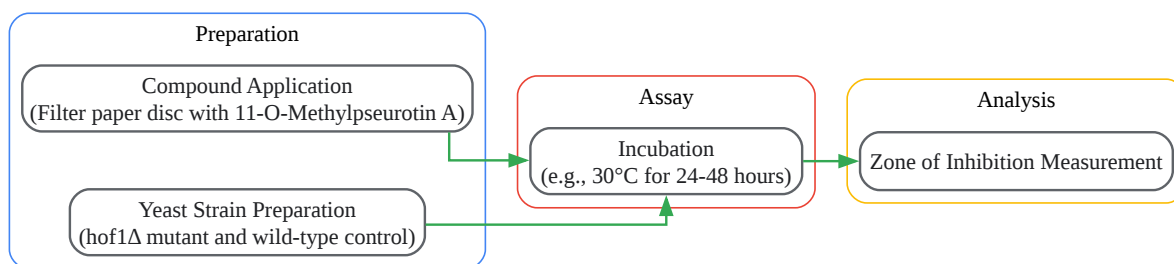 Preparation
Compound Application
(Filter paper disc with 11-O-Methylpseurotin A)
Yeast Strain Preparation
(hof1Δ mutant and wild-type control)
Assay
Incubation
(e.g., 30°C for 24-48 hours)
Analysis
Zone of Inhibition Measurement